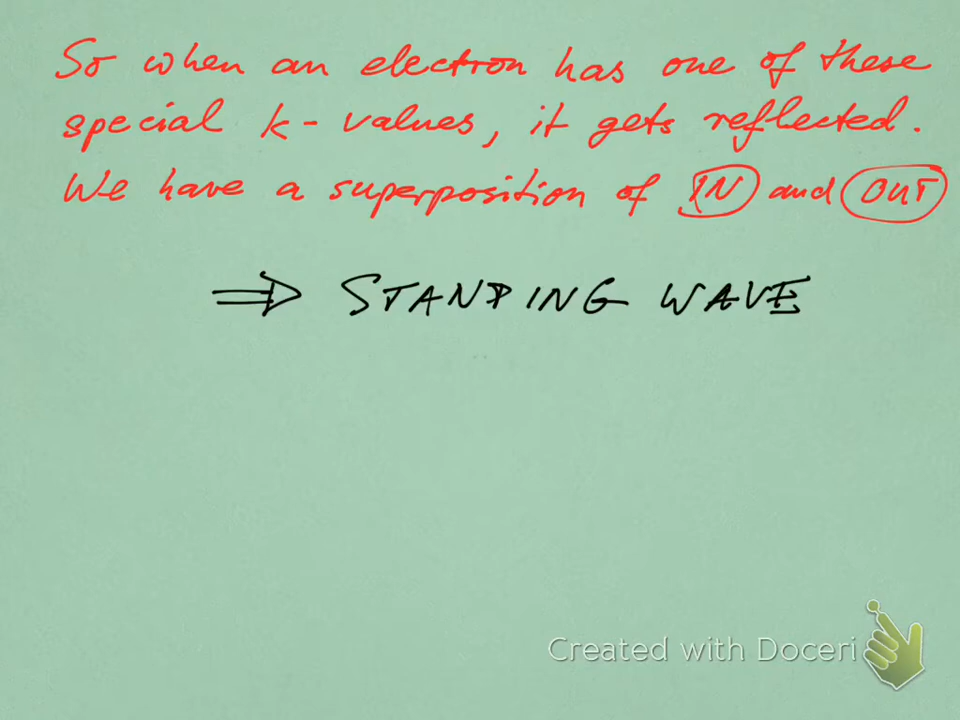 So when an electron has one of these
special k-values, it gets reflected.
We have a superposition of IN and OUT
⇒ STANDING WAVE
Created with Doceri